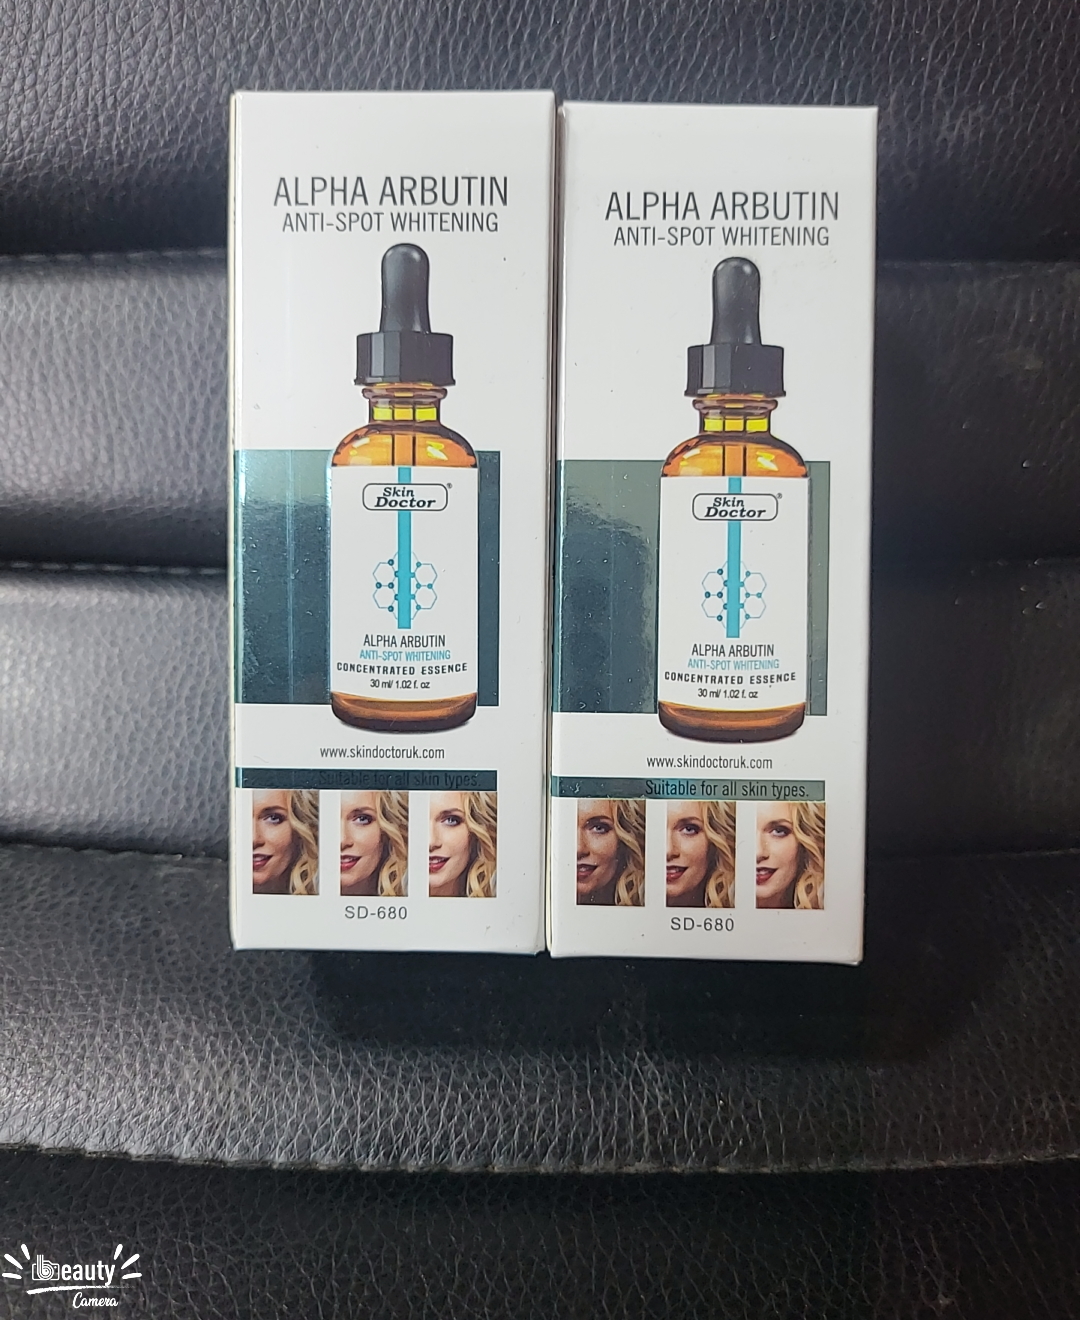 ALPHA ARBUTIN
ANTI-SPOT WHITENING
Skin
Doctor®
ALPHA ARBUTIN
ANTI-SPOT WHITENING
CONCENTRATED ESSENCE
30 ml/ 1.02 f. oz
www.skindoctoruk.com
Suitable for all skin types.
SD-680
ALPHA ARBUTIN
ANTI-SPOT WHITENING
Skin
Doctor®
ALPHA ARBUTIN
ANTI-SPOT WHITENING
CONCENTRATED ESSENCE
30 ml/ 1.02 f. oz
www.skindoctoruk.com
Suitable for all skin types.
SD-680
beauty
Camera